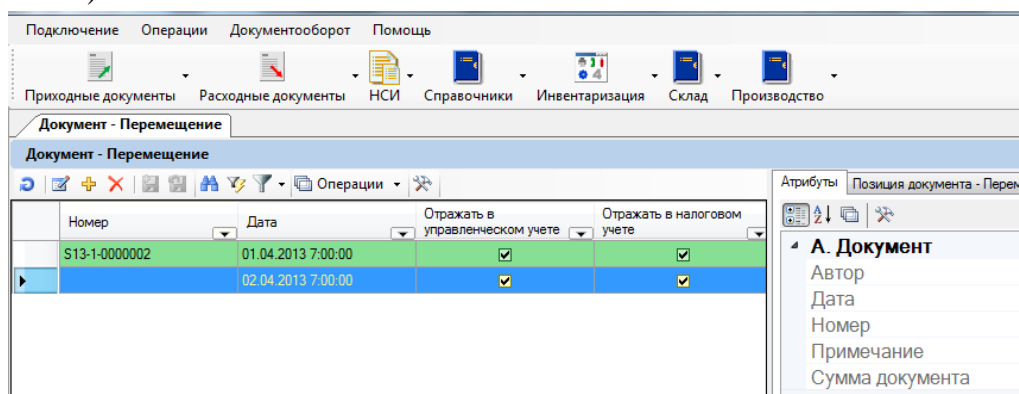 Подключение Операции Документооборот Помощь
Приходные документы Расходные документы НСИ Справочники Инвентаризация Склад Производство
Документ - Перемещение
Документ - Перемещение
Операции
Атрибуты Позиция документа - Перем
Номер Дата Отражать в управленческом учете Отражать в налоговом учете
S13-1-0000002 01.04.2013 7:00:00
02.04.2013 7:00:00
А. Документ
Автор
Дата
Номер
Примечание
Сумма документа